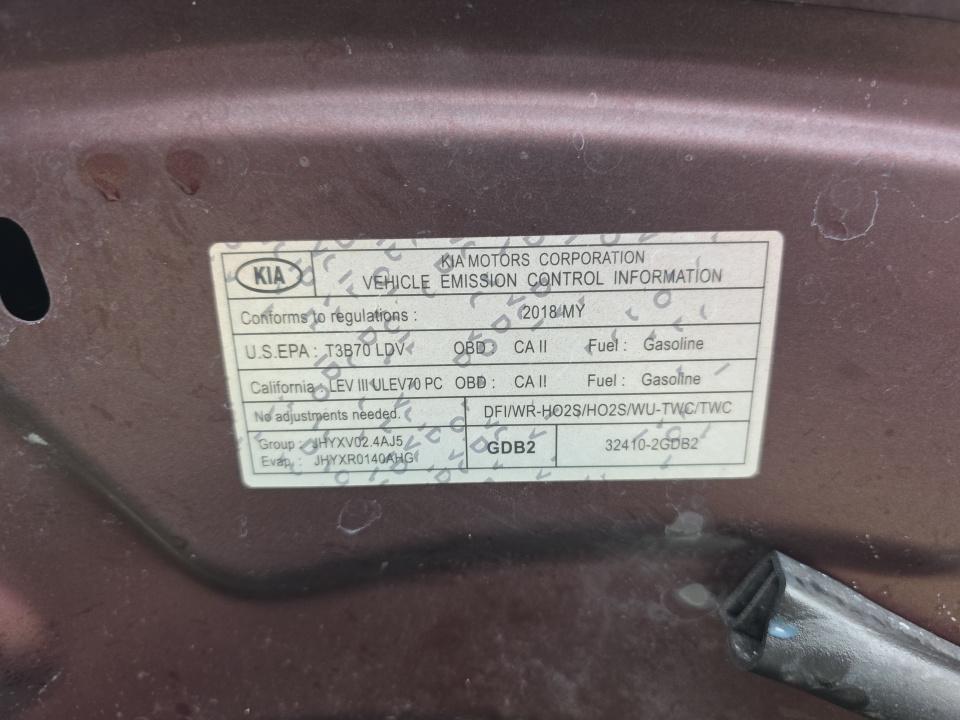 KIA
KIA MOTORS CORPORATION
VEHICLE EMISSION CONTROL INFORMATION
Conforms to regulations : 2018 MY
U.S.EPA : T3B70 LDV OBD : CA II Fuel : Gasoline
California : LEV III ULEV70 PC OBD : CA II Fuel : Gasoline
No adjustments needed. DFI/WR-HO2S/HO2S/WU-TWC/TWC
Group : JHYXV02.4AJ5 GDB2 32410-2GDB2
Evap. : JHYXR0140AHG